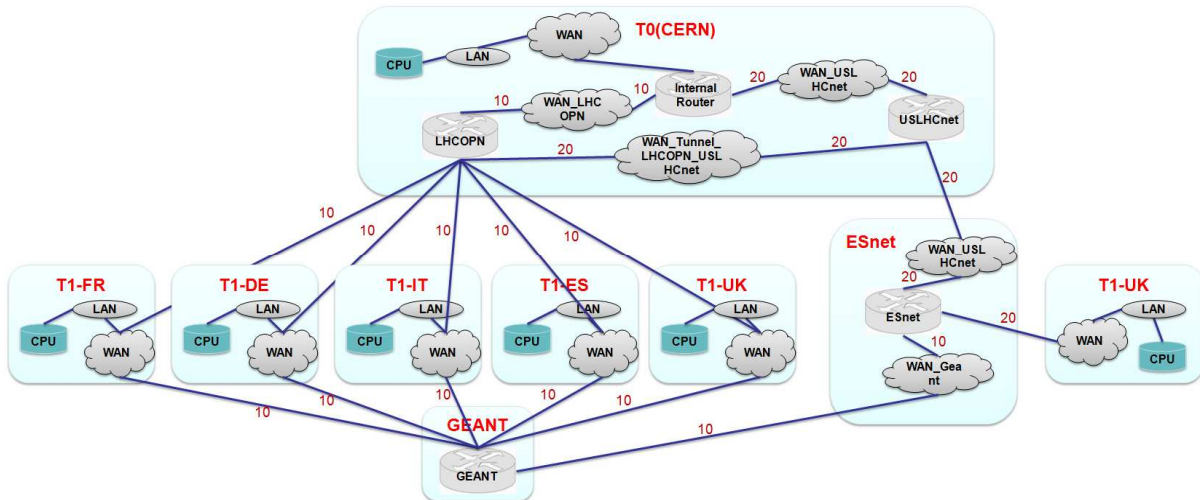 T0(CERN)
WAN
LAN
CPU
Internal
Router
20
WAN_USL
HCnet
20
USLHCnet
10
WAN_LHC
OPN
10
LHCOPN
20
WAN_Tunnel_
LHCOPN_USL
HCnet
20
20
10
10
10
10
10
ESnet
WAN_USL
HCnet
20
ESnet
20
10
WAN_Gea
nt
T1-FR
LAN
CPU
WAN
T1-DE
LAN
CPU
WAN
T1-IT
LAN
CPU
WAN
T1-ES
LAN
CPU
WAN
T1-UK
LAN
CPU
WAN
T1-UK
LAN
WAN
CPU
10
10
10
10
10
10
GEANT
GEANT